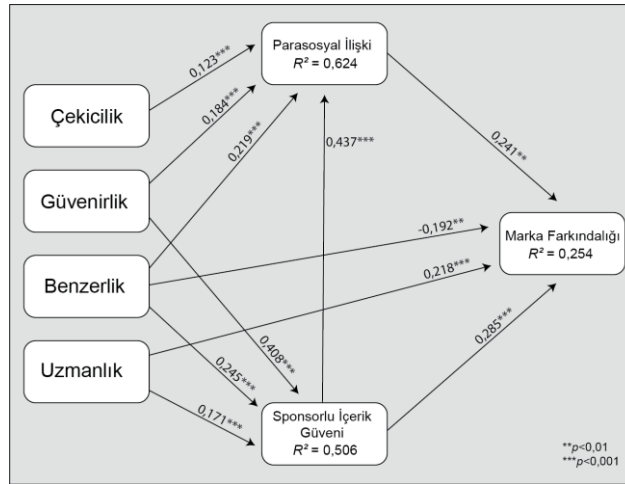 Parasosyal İlişki
R² = 0,624
0,123***
Çekicilik
0,184***
0,219***
0,437***
0,241**
Güvenirlik
-0,192**
Marka Farkındalığı
R² = 0,254
Benzerlik
0,218***
0,285***
Uzmanlık
0,408***
0,245***
0,171***
Sponsorlu İçerik
Güveni
R² = 0,506
**p<0,01
***p<0,001